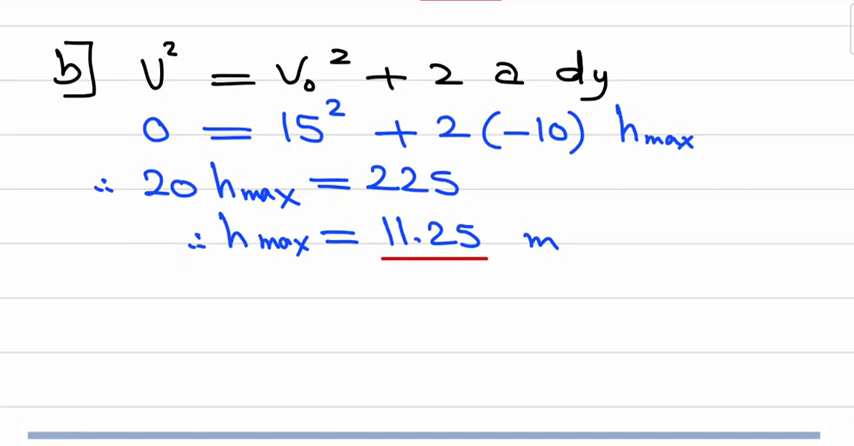 b] V² = V₀² + 2 a dy
0 = 15² + 2 (-10) hmax
∴ 20 hmax = 225
∴ hmax = 11.25 m